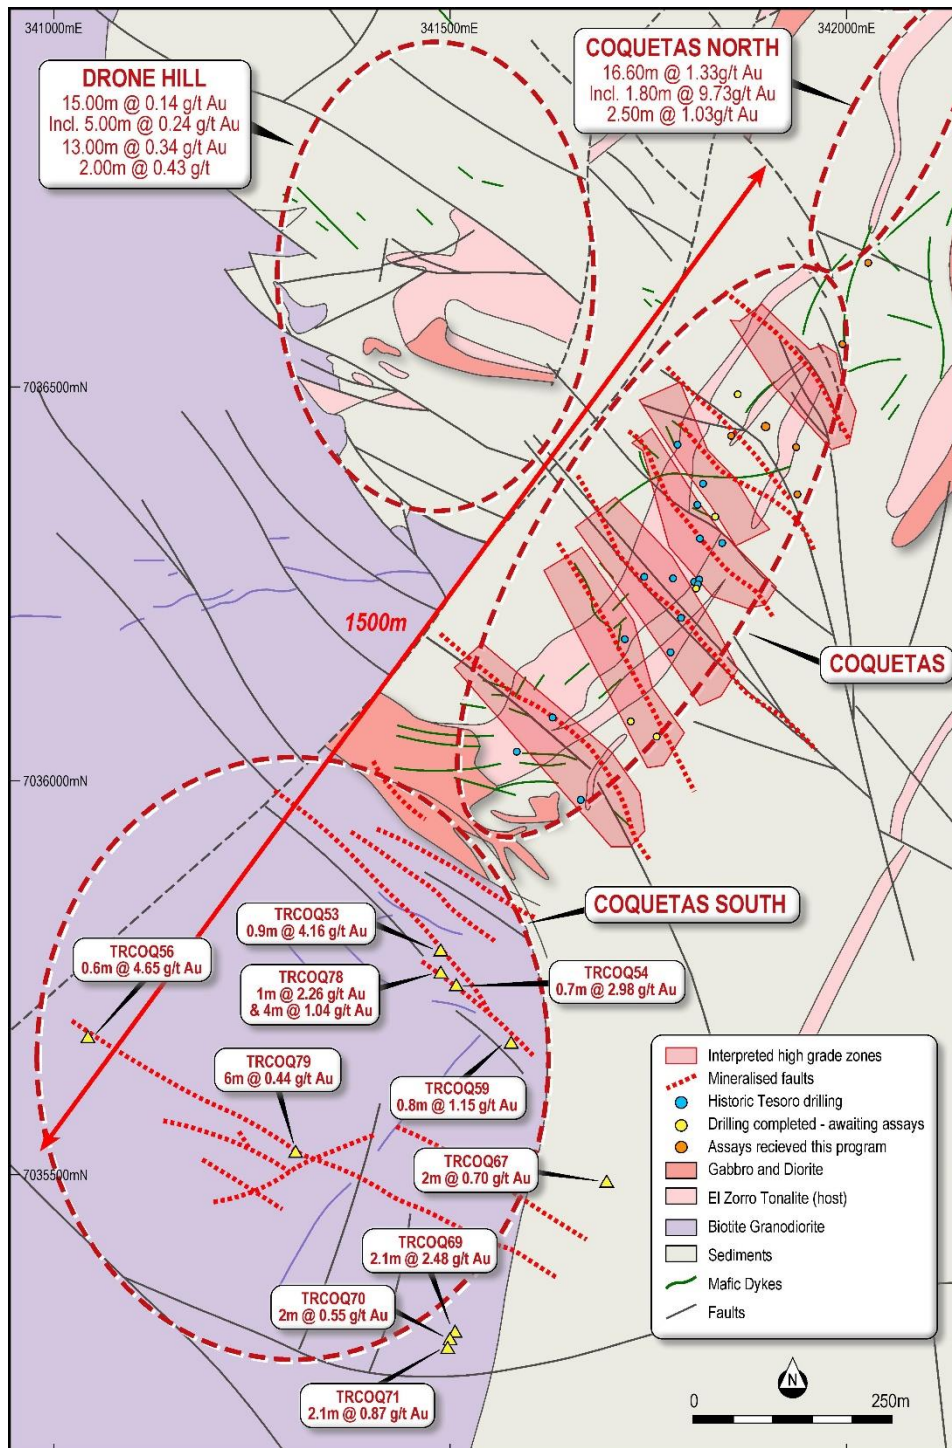 341000mE
341500mE
342000mE
DRONE HILL
15.00m @ 0.14 g/t Au
Incl. 5.00m @ 0.24 g/t Au
13.00m @ 0.34 g/t Au
2.00m @ 0.43 g/t
COQUETAS NORTH
16.60m @ 1.33g/t Au
Incl. 1.80m @ 9.73g/t Au
2.50m @ 1.03g/t Au
7036500mN
1500m
COQUETAS
7036000mN
COQUETAS SOUTH
TRCOQ53
0.9m @ 4.16 g/t Au
TRCOQ56
0.6m @ 4.65 g/t Au
TRCOQ78
1m @ 2.26 g/t Au
& 4m @ 1.04 g/t Au
TRCOQ54
0.7m @ 2.98 g/t Au
TRCOQ79
6m @ 0.44 g/t Au
TRCOQ59
0.8m @ 1.15 g/t Au
7035500mN
TRCOQ67
2m @ 0.70 g/t Au
TRCOQ69
2.1m @ 2.48 g/t Au
TRCOQ70
2m @ 0.55 g/t Au
TRCOQ71
2.1m @ 0.87 g/t Au
Interpreted high grade zones
Mineralised faults
Historic Tesoro drilling
Drilling completed - awaiting assays
Assays recieved this program
Gabbro and Diorite
El Zorro Tonalite (host)
Biotite Granodiorite
Sediments
Mafic Dykes
Faults
N
0
250m